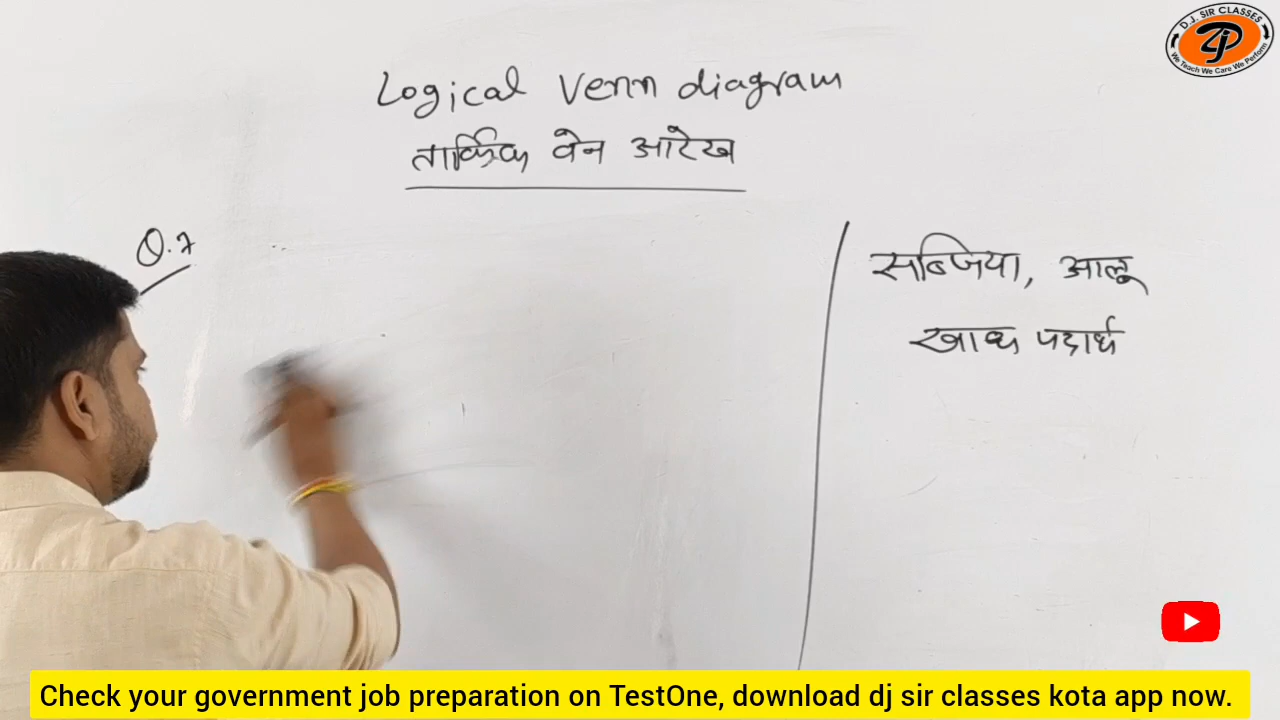 D.J. SIR CLASSES
We Teach We Care We Perform
Logical Venn diagram
तार्किक वेन आरेख
Q.7
सब्जिया, आलू
खाद्य पदार्थ
Check your government job preparation on TestOne, download dj sir classes kota app now.